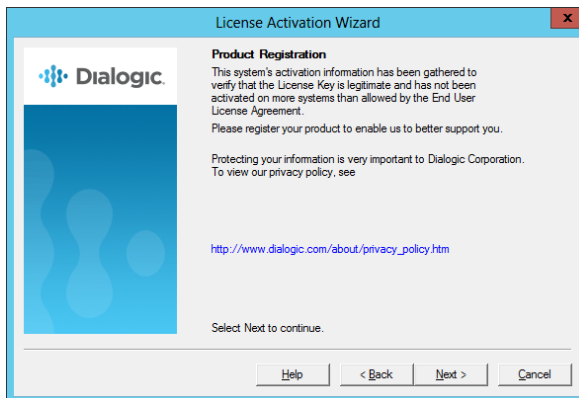 License Activation Wizard
x
Dialogic.
Product Registration
This system's activation information has been gathered to
verify that the License Key is legitimate and has not been
activated on more systems than allowed by the End User
License Agreement.
Please register your product to enable us to better support you.
Protecting your information is very important to Dialogic Corporation.
To view our privacy policy, see
http://www.dialogic.com/about/privacy_policy.htm
Select Next to continue.
Help
< Back
Next >
Cancel